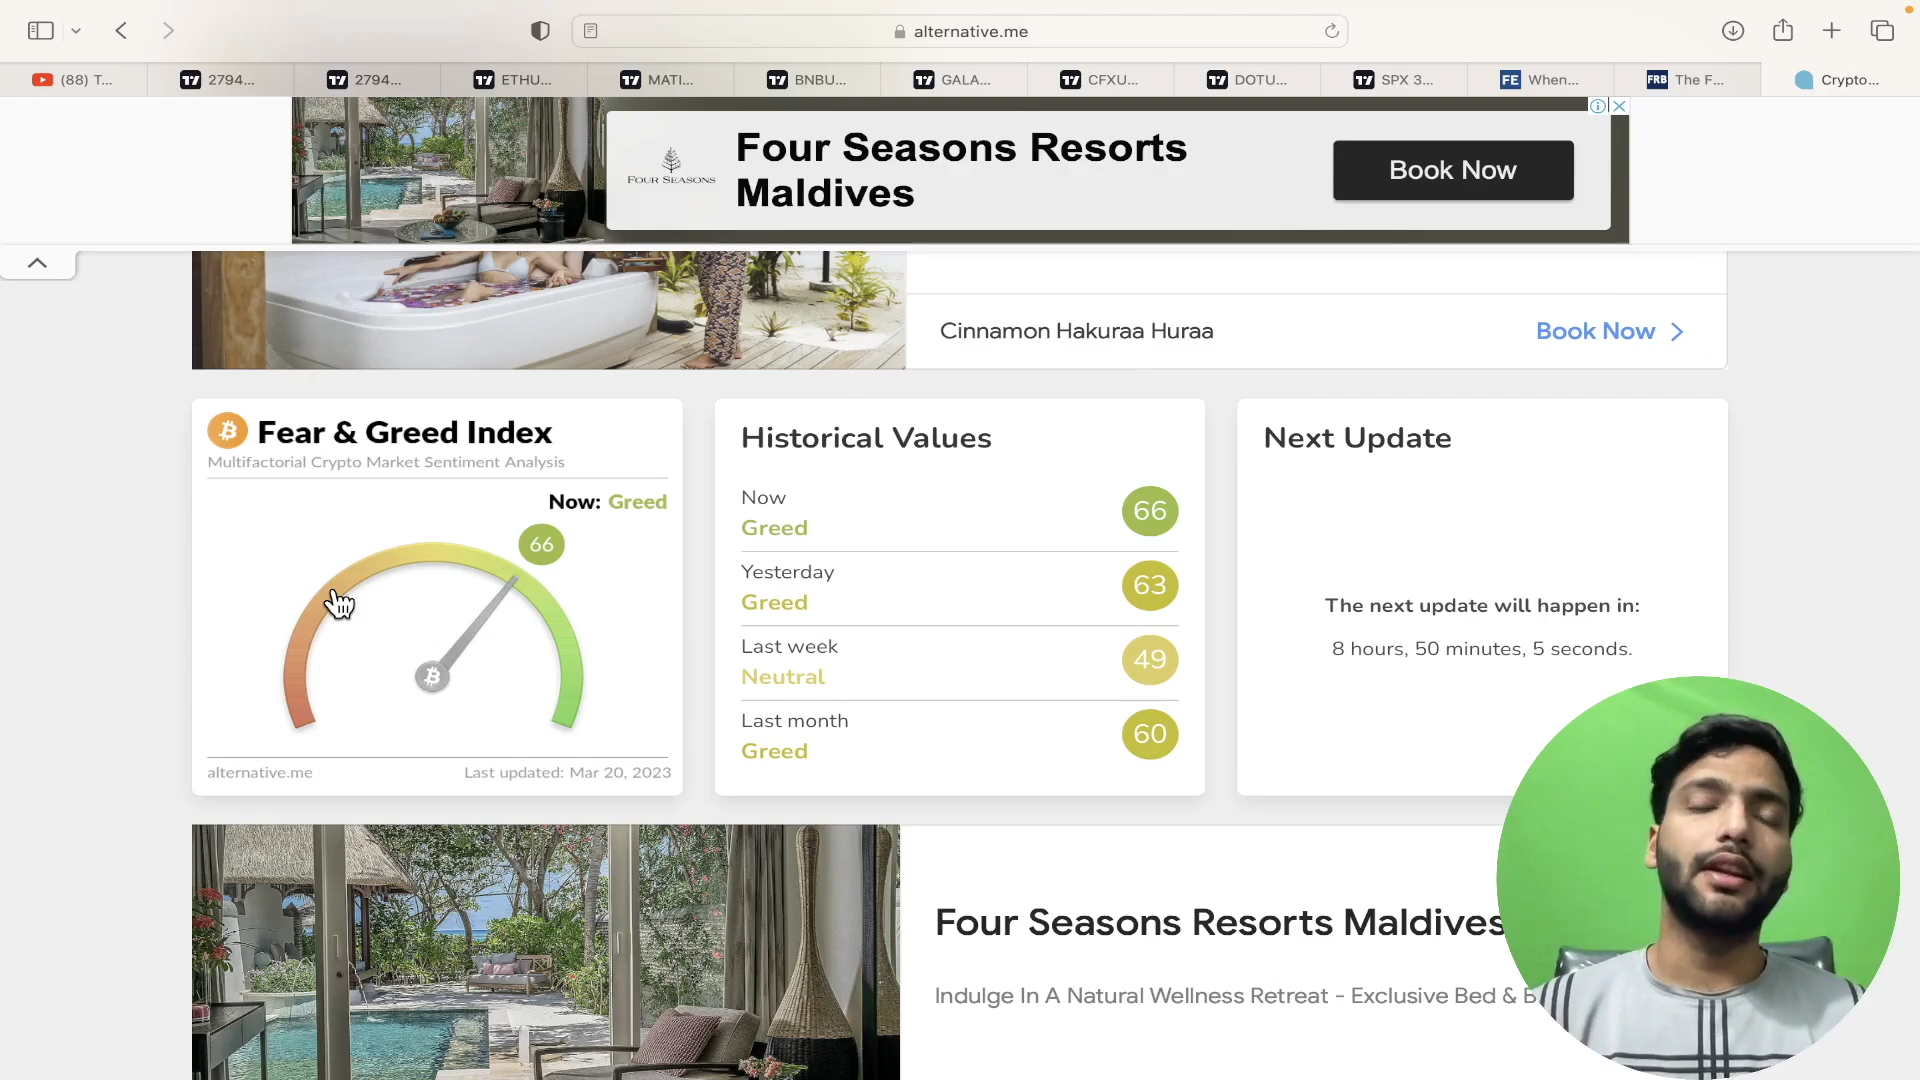 alternative.me
(88) T...
2794...
2794...
ETHU...
MATI...
BNBU...
GALA...
CFXU...
DOTU...
SPX 3...
FE When...
FRB The F...
Crypto...
FOUR SEASONS
Four Seasons Resorts
Maldives
Book Now
Cinnamon Hakuraa Huraa
Book Now
Fear & Greed Index
Multifactorial Crypto Market Sentiment Analysis
Now: Greed
66
alternative.me
Last updated: Mar 20, 2023
Historical Values
Now
Greed
66
Yesterday
Greed
63
Last week
Neutral
49
Last month
Greed
60
Next Update
The next update will happen in:
8 hours, 50 minutes, 5 seconds.
Four Seasons Resorts Maldives
Indulge In A Natural Wellness Retreat - Exclusive Bed & B